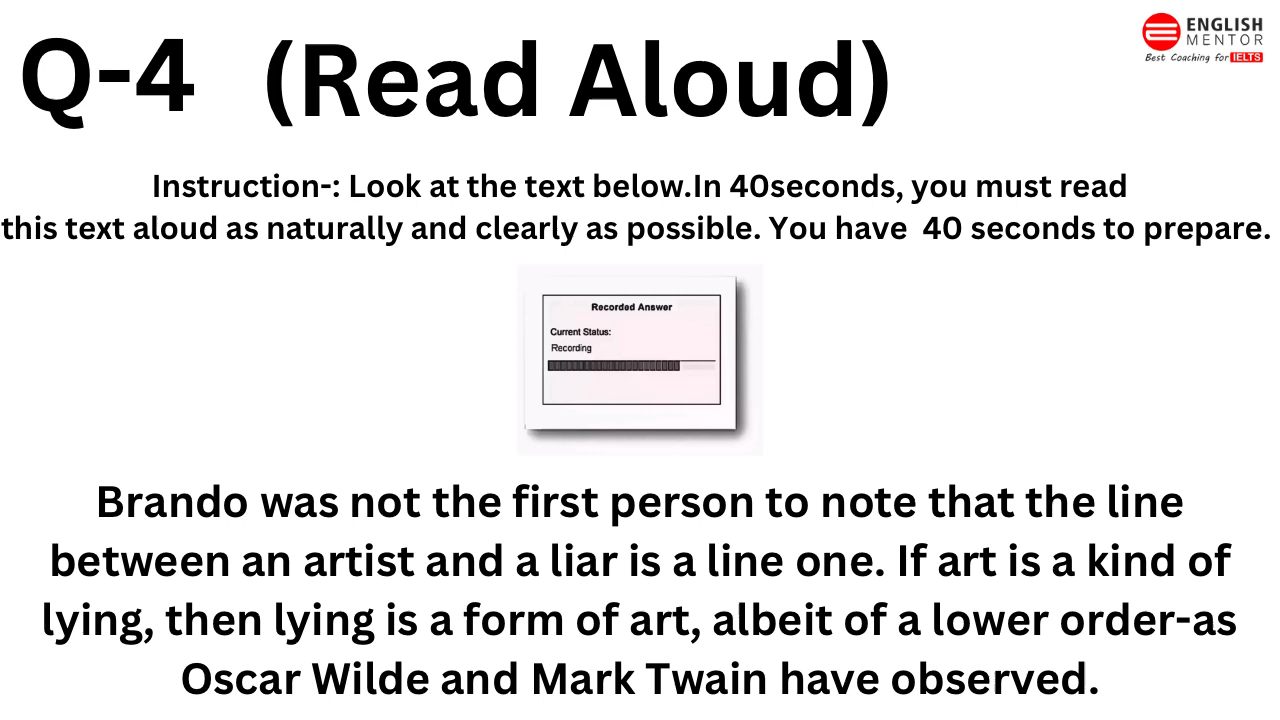 Q-4 (Read Aloud)
ENGLISH
MENTOR
Best Coaching for IELTS
Instruction-: Look at the text below.In 40seconds, you must read
this text aloud as naturally and clearly as possible. You have 40 seconds to prepare.
Recorded Answer
Current Status:
Recording
Brando was not the first person to note that the line
between an artist and a liar is a line one. If art is a kind of
lying, then lying is a form of art, albeit of a lower order-as
Oscar Wilde and Mark Twain have observed.